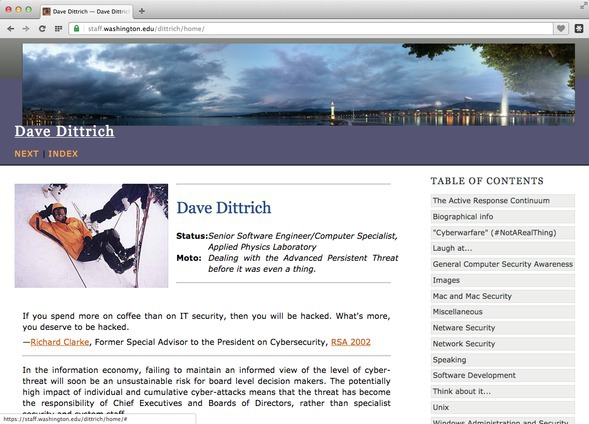 Dave Dittrich — Dave Dittric
staff.washington.edu/dittrich/home/
Dave Dittrich
NEXT | INDEX
Dave Dittrich
Status: Senior Software Engineer/Computer Specialist,
Applied Physics Laboratory
Moto: Dealing with the Advanced Persistent Threat
before it was even a thing.
If you spend more on coffee than on IT security, then you will be hacked. What's more,
you deserve to be hacked.
—Richard Clarke, Former Special Advisor to the President on Cybersecurity, RSA 2002
In the information economy, failing to maintain an informed view of the level of cyber-
threat will soon be an unsustainable risk for board level decision makers. The potentially
high impact of individual and cumulative cyber-attacks means that the threat has become
the responsibility of Chief Executives and Boards of Directors, rather than specialist
security and system staff.
https://staff.washington.edu/dittrich/home/#
TABLE OF CONTENTS
The Active Response Continuum
Biographical info
"Cyberwarfare" (#NotARealThing)
Laugh at...
General Computer Security Awareness
Images
Mac and Mac Security
Miscellaneous
Netware Security
Network Security
Speaking
Software Development
Think about it...
Unix
Windows Administration and Security